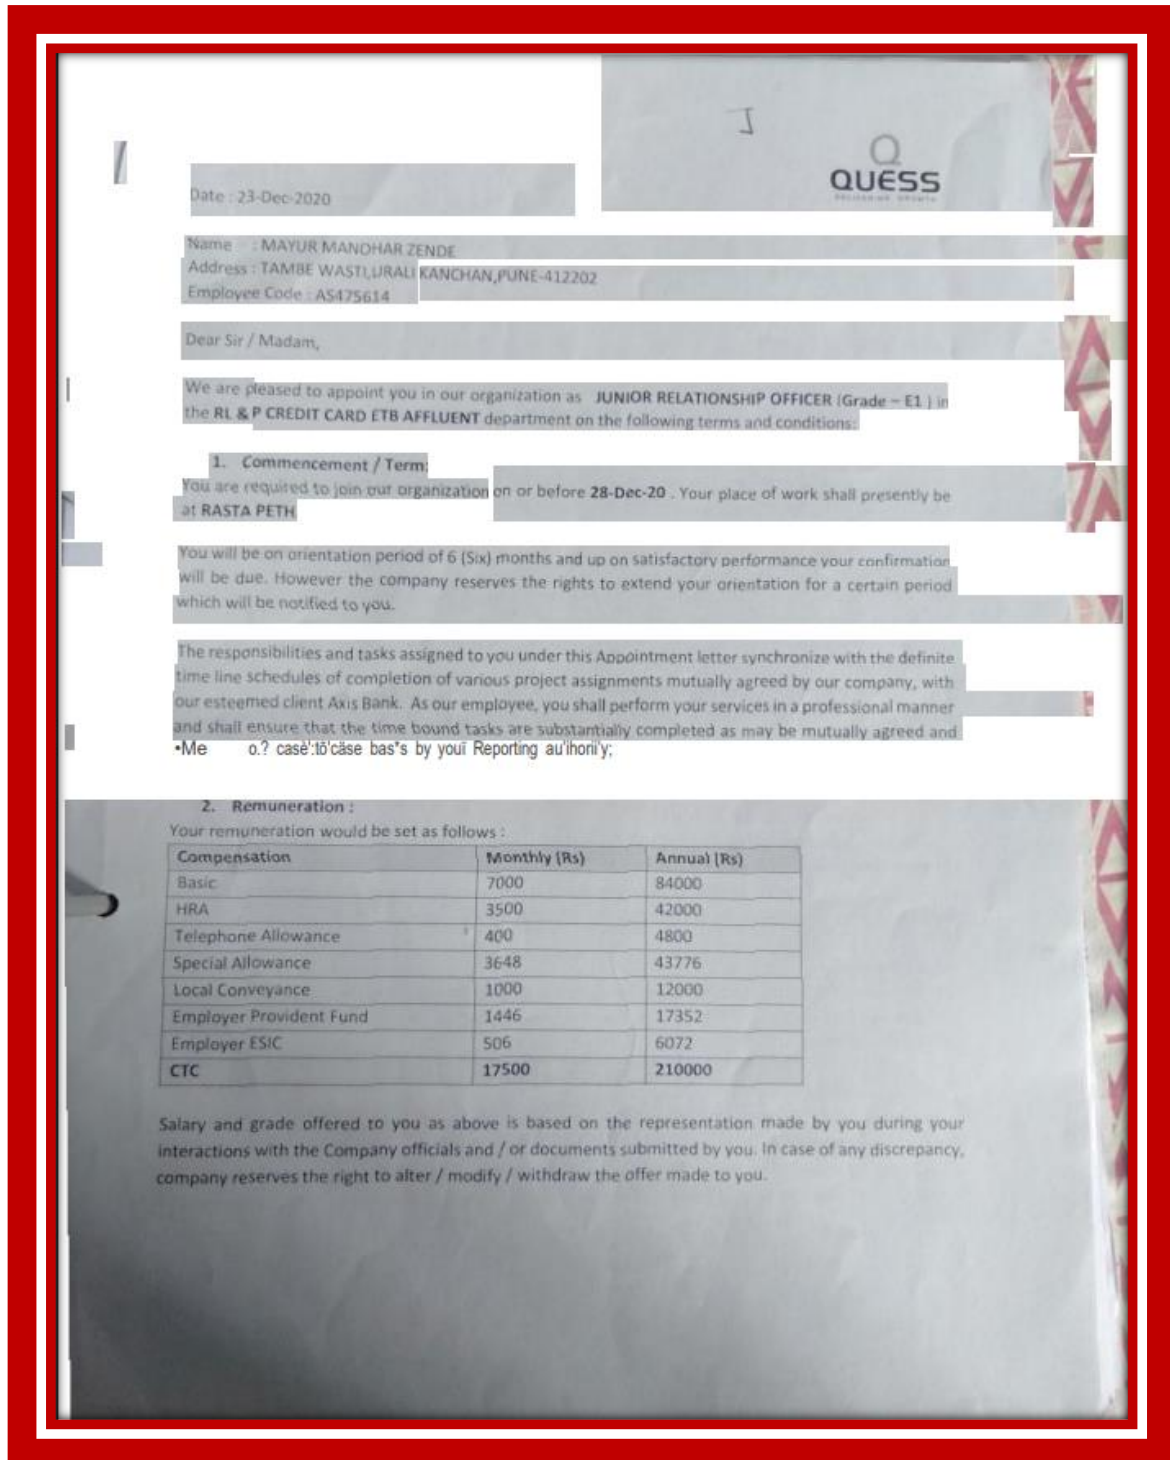 QUESS
Date : 23-Dec-2020
Name : MAYUR MANOHAR ZENDE
Address : TAMBE WASTI,URALI KANCHAN,PUNE-412202
Employee Code : AS475614
Dear Sir / Madam,
We are pleased to appoint you in our organization as JUNIOR RELATIONSHIP OFFICER (Grade – E1 ) in
the RL & P CREDIT CARD ETB AFFLUENT department on the following terms and conditions:
1. Commencement / Term:
You are required to join our organization on or before 28-Dec-20 . Your place of work shall presently be
at RASTA PETH
You will be on orientation period of 6 (Six) months and up on satisfactory performance your confirmation
will be due. However the company reserves the rights to extend your orientation for a certain period
which will be notified to you.
The responsibilities and tasks assigned to you under this Appointment letter synchronize with the definite
time line schedules of completion of various project assignments mutually agreed by our company, with
our esteemed client Axis Bank. As our employee, you shall perform your services in a professional manner
and shall ensure that the time bound tasks are substantially completed as may be mutually agreed and
•Me o.? casè':tõ'cäse bas*s by youī Reporting au'ihorii'y;
2. Remuneration :
Your remuneration would be set as follows :
Compensation Monthly (Rs) Annual (Rs)
Basic 7000 84000
HRA 3500 42000
Telephone Allowance 400 4800
Special Allowance 3648 43776
Local Conveyance 1000 12000
Employer Provident Fund 1446 17352
Employer ESIC 506 6072
CTC 17500 210000
Salary and grade offered to you as above is based on the representation made by you during your
interactions with the Company officials and / or documents submitted by you. In case of any discrepancy,
company reserves the right to alter / modify / withdraw the offer made to you.